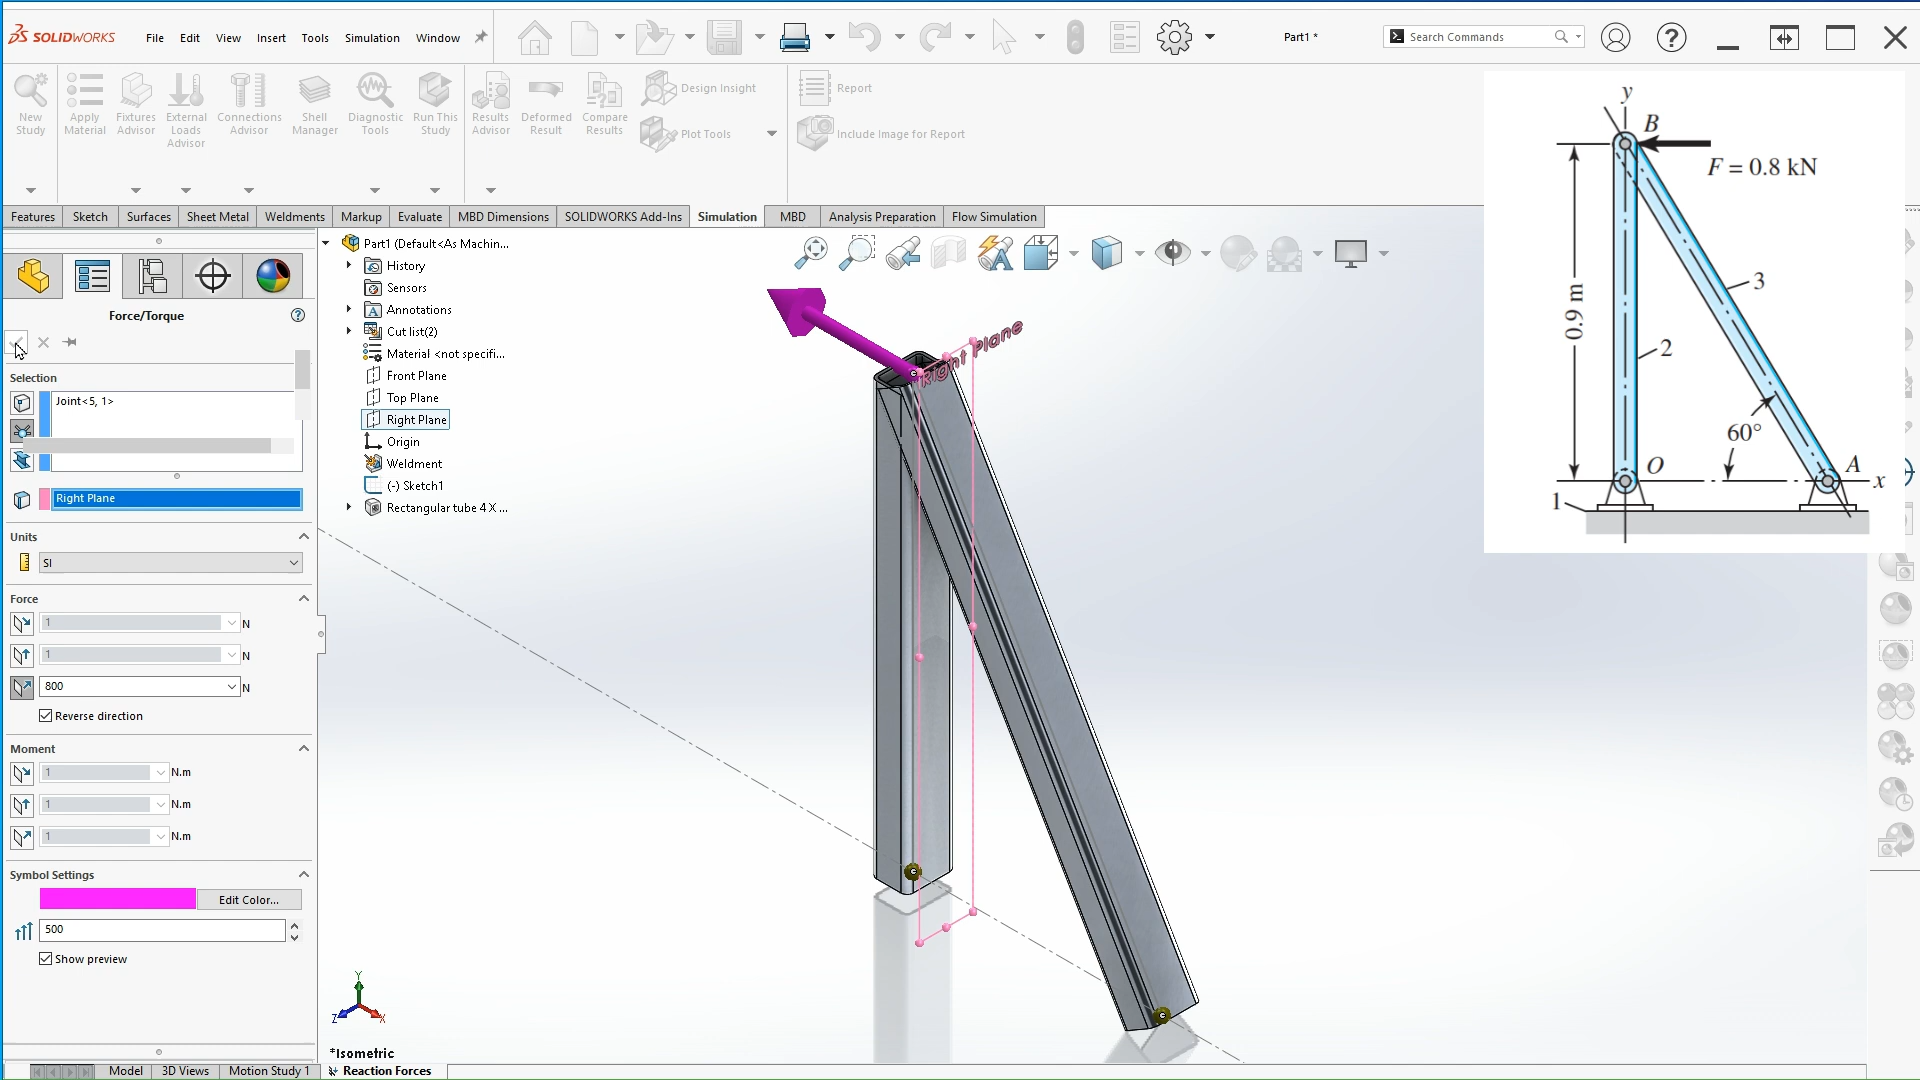 SOLIDWORKS File Edit View Insert Tools Simulation Window Part1 * Search Commands
New Study
Apply Material
Fixtures Advisor
External Loads Advisor
Connections Advisor
Shell Manager
Diagnostic Tools
Run This Study
Results Advisor
Deformed Result
Compare Results
Design Insight
Plot Tools
Report
Include Image for Report
Features Sketch Surfaces Sheet Metal Weldments Markup Evaluate MBD Dimensions SOLIDWORKS Add-Ins Simulation MBD Analysis Preparation Flow Simulation
Force/Torque
Selection
Joint<5, 1>
Right Plane
Units
SI
Force
1 N
1 N
800 N
Reverse direction
Moment
1 N.m
1 N.m
1 N.m
Symbol Settings
Edit Color...
500
Show preview
Part1 (Default<As Machin...
History
Sensors
Annotations
Cut list(2)
Material <not specifi...
Front Plane
Top Plane
Right Plane
Origin
Weldment
(-) Sketch1
Rectangular tube 4 X ...
Right Plane
y
B
F = 0.8 kN
0.9 m
3
2
60°
O
A
x
1
Y
Z
X
*Isometric
Model 3D Views Motion Study 1 Reaction Forces